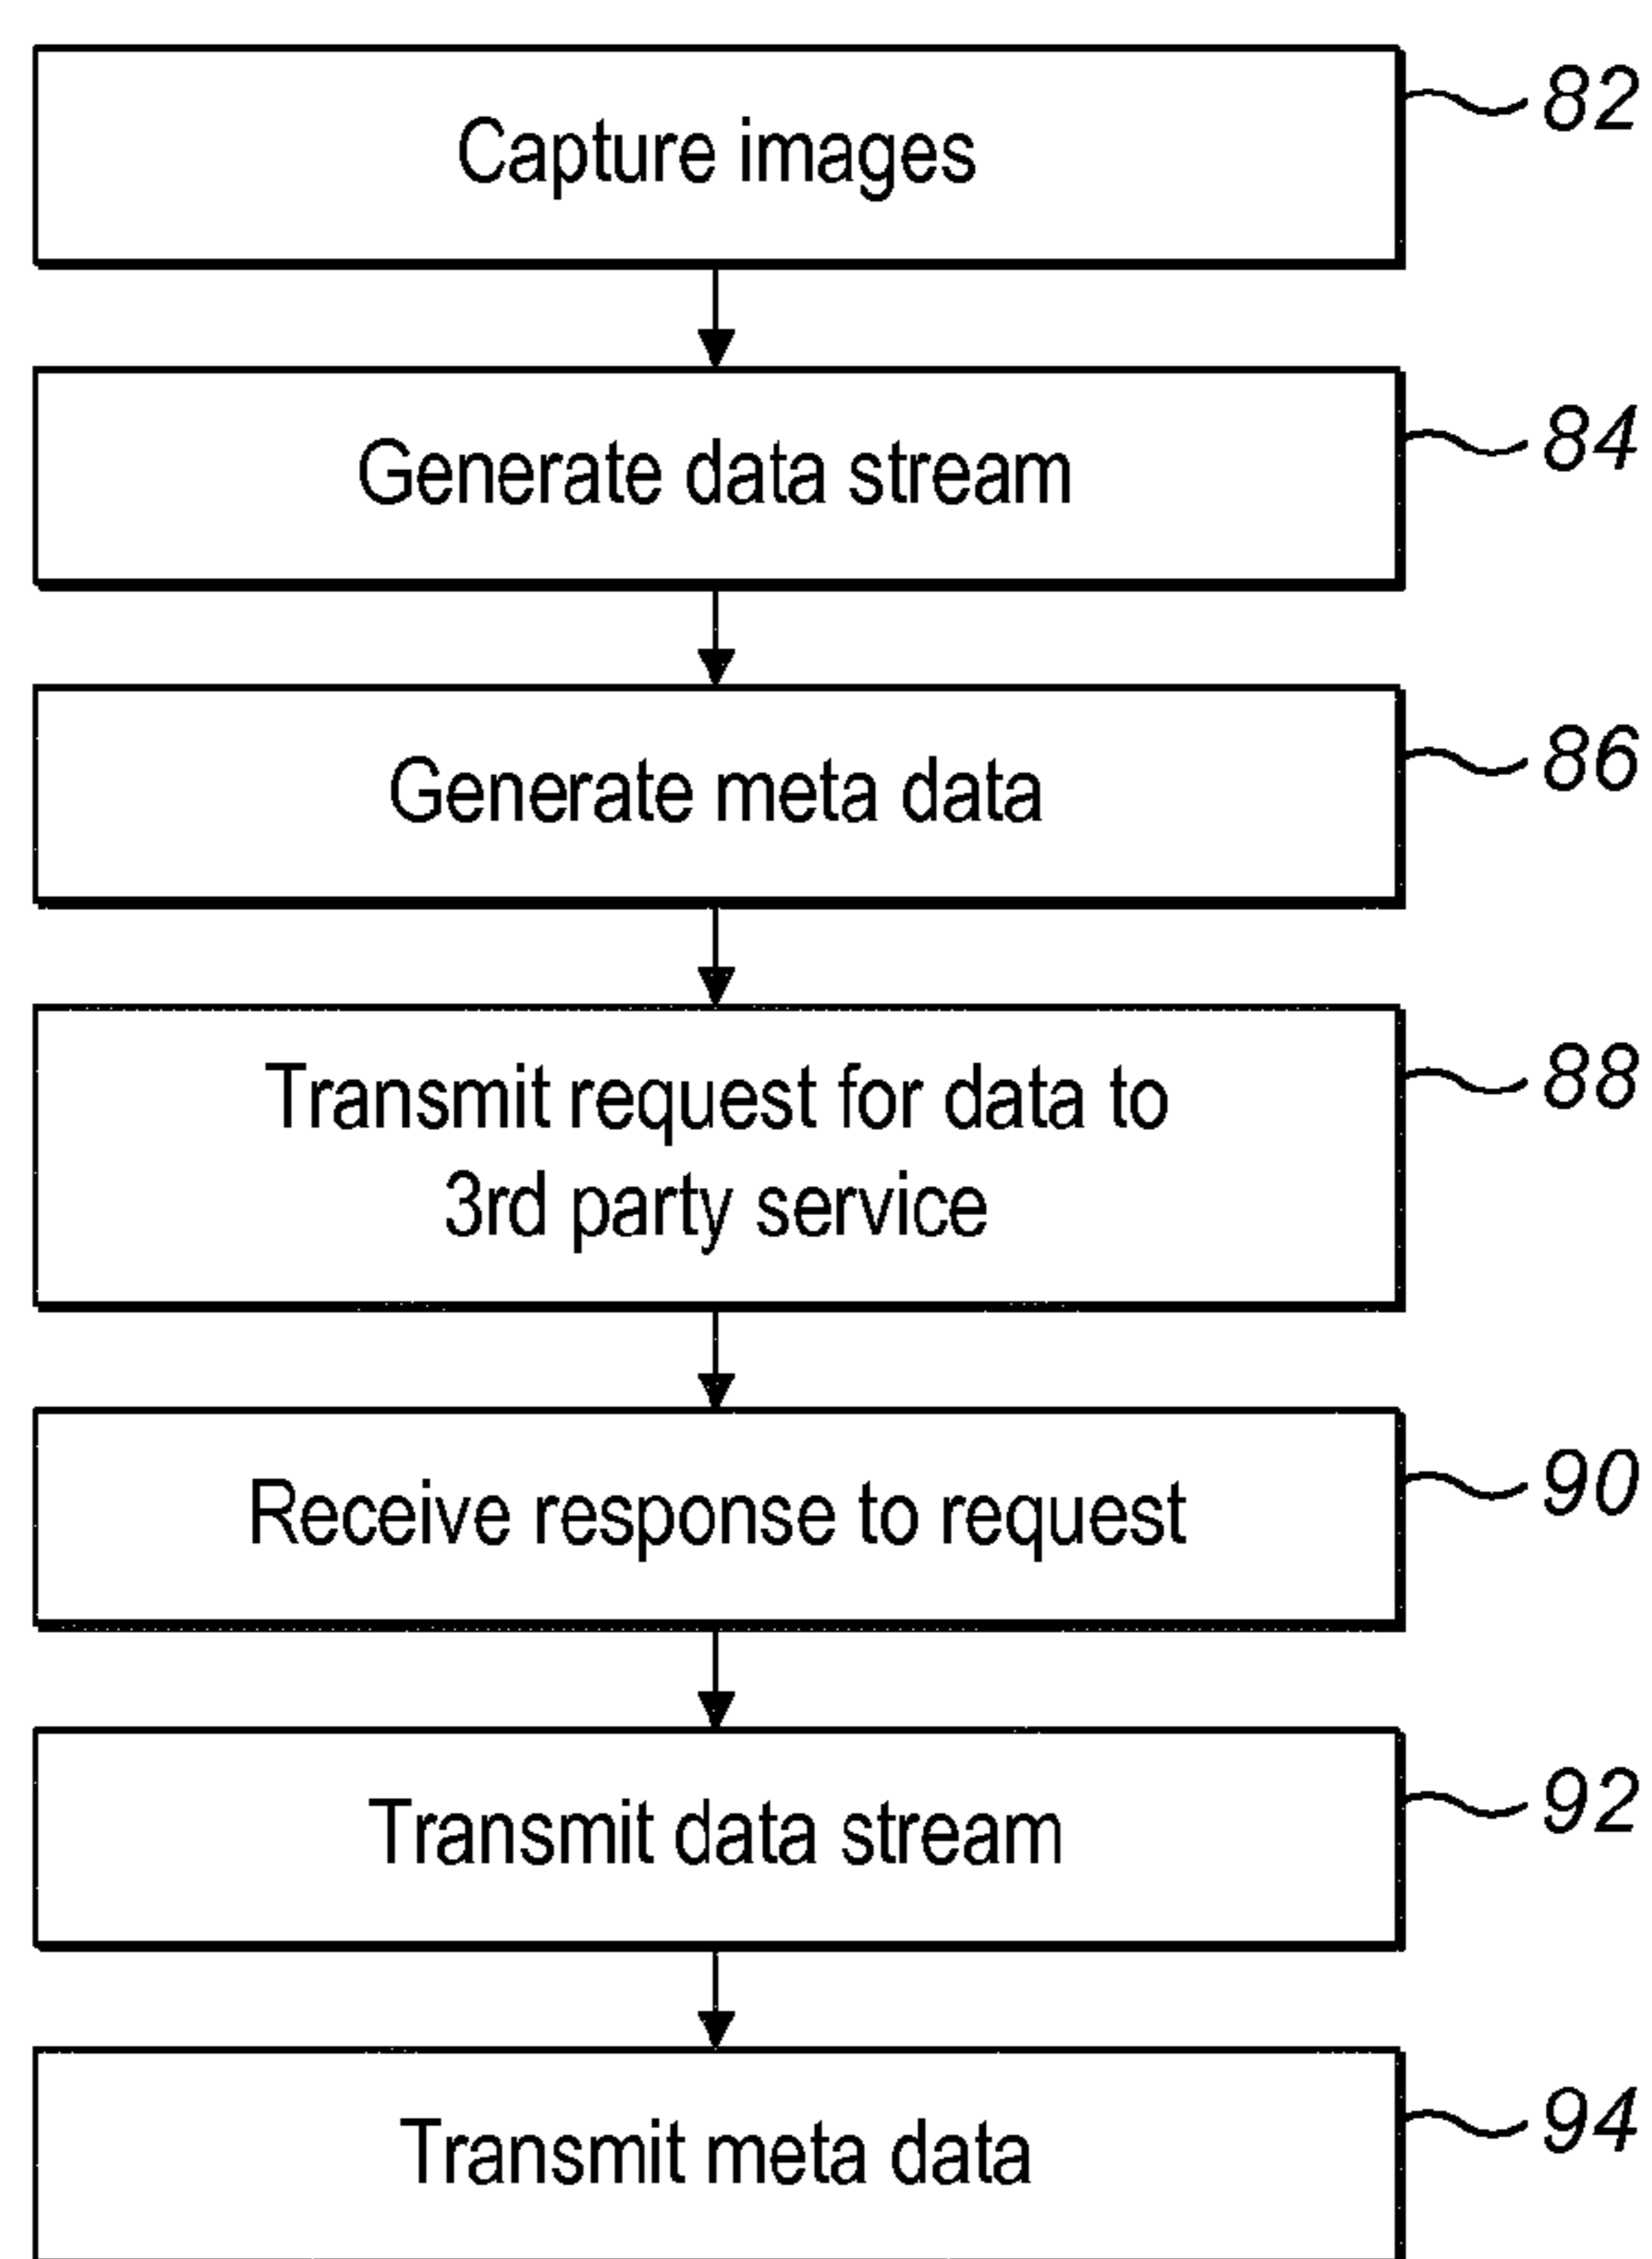 Capture images
82
Generate data stream
84
Generate meta data
86
Transmit request for data to
3rd party service
88
Receive response to request
90
Transmit data stream
92
Transmit meta data
94